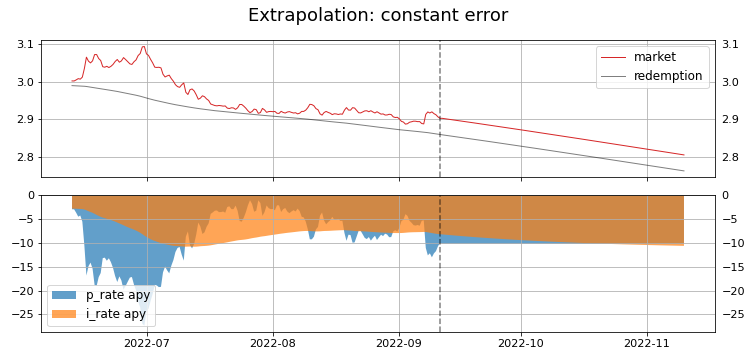 Extrapolation: constant error
3.1 3.1
market
redemption
3.0 3.0
2.9 2.9
2.8 2.8
0 0
−5 −5
−10 −10
−15 −15
−20 −20
p_rate apy
i_rate apy
−25 −25
2022-07 2022-08 2022-09 2022-10 2022-11